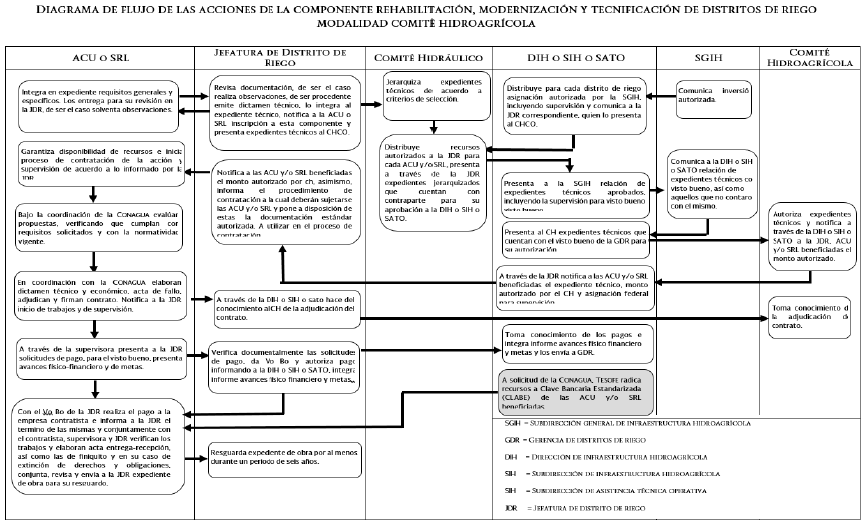 DIAGRAMA DE FLUJO DE LAS ACCIONES DE LA COMPONENTE REHABILITACIÓN, MODERNIZACIÓN Y TECNIFICACIÓN DE DISTRITOS DE RIEGO
MODALIDAD COMITÉ HIDROAGRÍCOLA
ACU O SRL
JEFATURA DE DISTRITO DE
RIEGO
COMITÉ HIDRÁULICO
DIH O SIH O SATO
SGIH
COMITÉ
HIDROAGRÍCOLA
Integra en expediente requisitos generales y
específicos. Los entrega para su revisión en
la JDR, de ser el caso solventa observaciones.
Garantiza disponibilidad de recursos e inicia
proceso de contratación de la acción y
supervisión de acuerdo a lo informado por la
JDR
Bajo la coordinación de la CONAGUA evalúar
propuestas, verificando que cumplan con
requisitos solicitados y con la normatividad
vigente.
En coordinación con la CONAGUA elaboran
dictamen técnico y económico, acta de fallo,
adjudican y firman contrato. Notifica a la JDR
inicio de trabajos y de supervisión.
A través de la supervisora presenta a la JDR
solicitudes de pago, para el visto bueno, presenta
avances físico-financiero y de metas.
Con el Vo Bo de la JDR realiza el pago a la
empresa contratista e informa a la JDR el
termino de las mismas y conjuntamente con
el contratista, supervisora y JDR verifican los
trabajos y elaboran acta entrega-recepción,
así como las de finiquito y en su caso de
extinción de derechos y obligaciones,
conjunta, revisa y envía a la JDR expediente
de obra para su resguardo.
Revisa documentación, de ser el caso
realiza observaciones, de ser procedente
emite dictamen técnico, lo integra al
expediente técnico, notifica a la ACU o
SRL inscripción a esta componente y
presenta expedientes técnicos al CHCO.
Notifica a las ACU y/o SRL beneficiadas
el monto autorizado por ch, asimismo,
informa el procedimiento de
contratación a la cual deberán sujetarse
las ACU y/o SRL y pone a disposición de
estas la documentación estándar
autorizada. A utilizar en el proceso de
contratación
A través de la DIH o SIH o sato hace del
conocimiento al CH de la adjudicación del
contrato.
Verifica documentalmente las solicitudes
de pago, da Vo Bo y autoriza pago
informando a la DIH o SIH o SATO, integra
informe avances físico financiero y metas,
Resguarda expediente de obra por al menos
durante un período de seis años.
Jerarquiza expedientes
técnicos de acuerdo a
criterios de selección.
Distribuye recursos
autorizados a la JDR para
cada ACU y/o SRL, presenta
a través de la JDR
expedientes jerarquizados
que cuentan con
contraparte para su
aprobación a la DIH o SIH o
SATO.
Distribuye para cada distrito de riego
asignación autorizada por la SGIH,
incluyendo supervisión y comunica a la
JDR correspondiente, quien lo presenta
al CHCO.
Presenta a la SGIH relación de
expedientes técnicos aprobados,
incluyendo la supervisión para visto bueno
visto bueno
Presenta al CH expedientes técnicos que
cuentan con el visto bueno de la GDR para
su autorización
A través de la JDR notifica a las ACU y/o SRL
beneficiadas el expediente técnico, monto
autorizado por el CH y asignación federal
para supervisión
Toma conocimiento de los pagos e
integra informe avances físico financiero
y metas y los envía a GDR.
A solicitud de la CONAGUA, TESOFE radica
recursos a Clave Bancaria Estandarizada
(CLABE) de las ACU y/o SRL
beneficiadas
Comunica inversió
autorizada.
Comunica a la DIH o SIH
o SATO relación de
expedientes técnicos co
visto bueno, así como
aquellos que no contaro
con el mismo.
Autoriza expedientes
técnicos y notifica a
través de la DIH o SIH o
SATO a la JDR, ACU
y/o SRL beneficiadas el
monto autorizado.
Toma conocimiento d
la adjudicación de
contrato.
SGIH = SUBDIRECCIÓN GENERAL DE INFRAESTRUCTURA HIDROAGRÍCOLA
GDR = GERENCIA DE DISTRITOS DE RIEGO
DIH = DIRECCIÓN DE INFRAESTRUCTURA HIDROAGRÍCOLA
SIH = SUBDIRECCIÓN DE INFRAESTRUCTURA HIDROAGRÍCOLA
SIH = SUBDIRECCIÓN DE ASISTENCIA TÉCNICA OPERATIVA
JDR = JEFATURA DE DISTRITO DE RIEGO